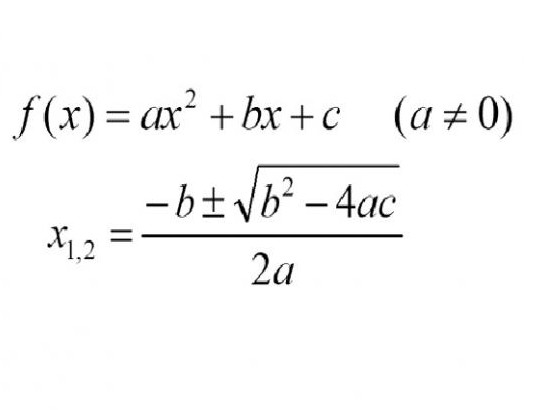 f(x) = ax² + bx + c (a ≠ 0)
x₁,₂ = (-b ± √(b² - 4ac)) / (2a)